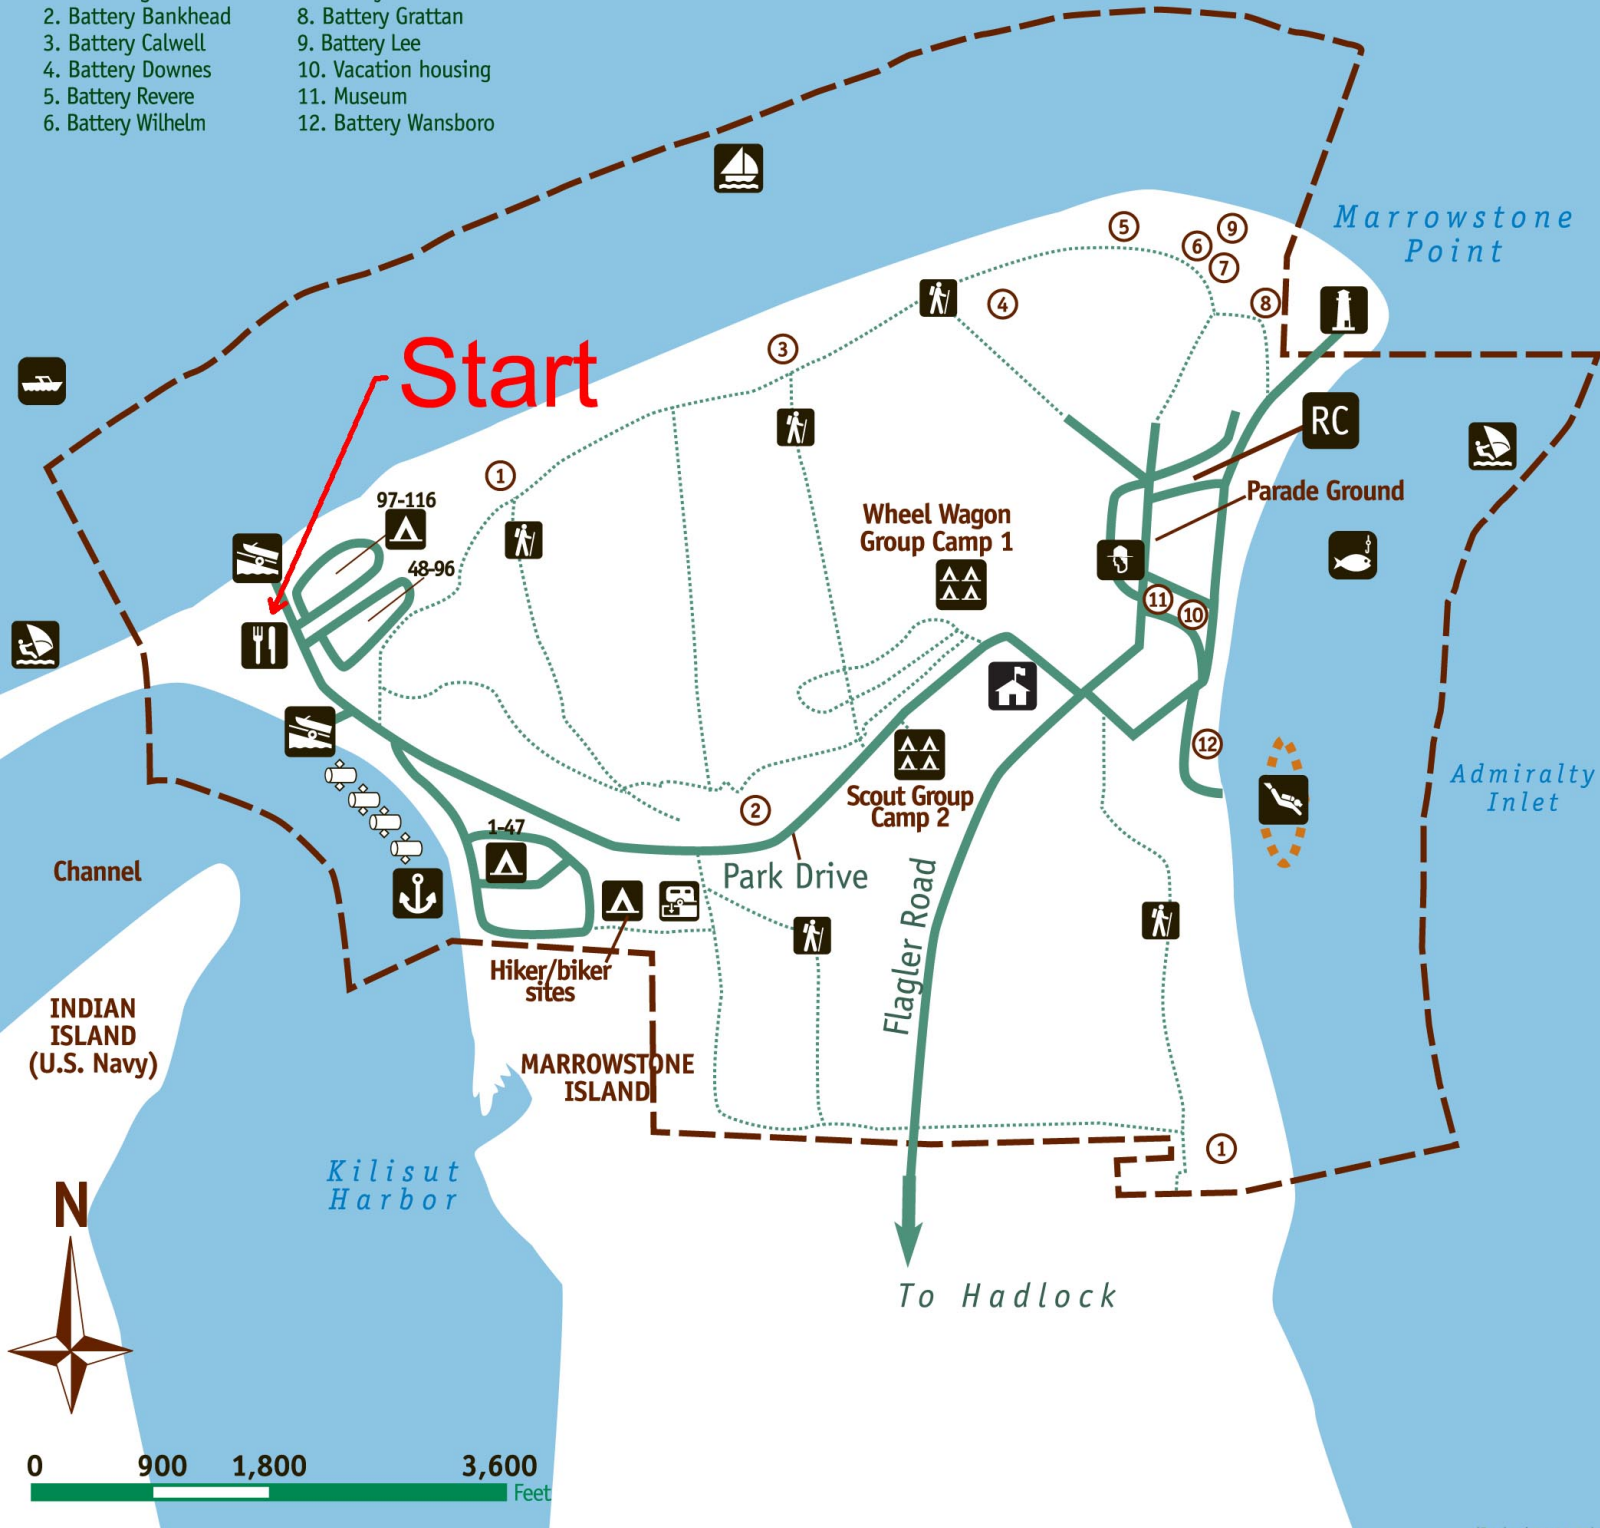 2. Battery Bankhead
3. Battery Calwell
4. Battery Downes
5. Battery Revere
6. Battery Wilhelm
8. Battery Grattan
9. Battery Lee
10. Vacation housing
11. Museum
12. Battery Wansboro
Marrowstone
Point
5
9
6
7
8
4
3
Start
RC
1
97-116
48-96
Parade Ground
Wheel Wagon
Group Camp 1
11
10
12
Admiralty
Inlet
2
Scout Group
Camp 2
1-47
Park Drive
Channel
Flagler Road
Hiker/biker
sites
INDIAN
ISLAND
(U.S. Navy)
MARROWSTONE
ISLAND
1
Kilisut
Harbor
N
To Hadlock
0 900 1,800 3,600
Feet